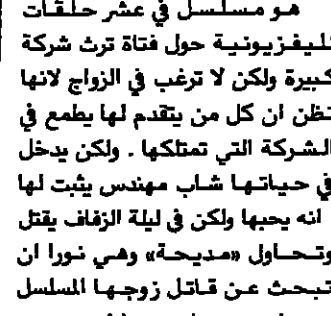 هو مسلسل في عشر حلقات
تليفزيونية حول فتاة ترث شركة
كبيرة ولكن لا ترغب في الزواج لانها
تظن ان كل من يتقدم لها يطمع في
الشركة التي تمتلكها . ولكن يدخل
في حياتها شاب مهندس يثبت لها
انه يحبها ولكن في ليلة الزفاف يقتل
وتحاول «مديحة» وهي نورا ان
تبحث عن قاتل زوجها المسلسل